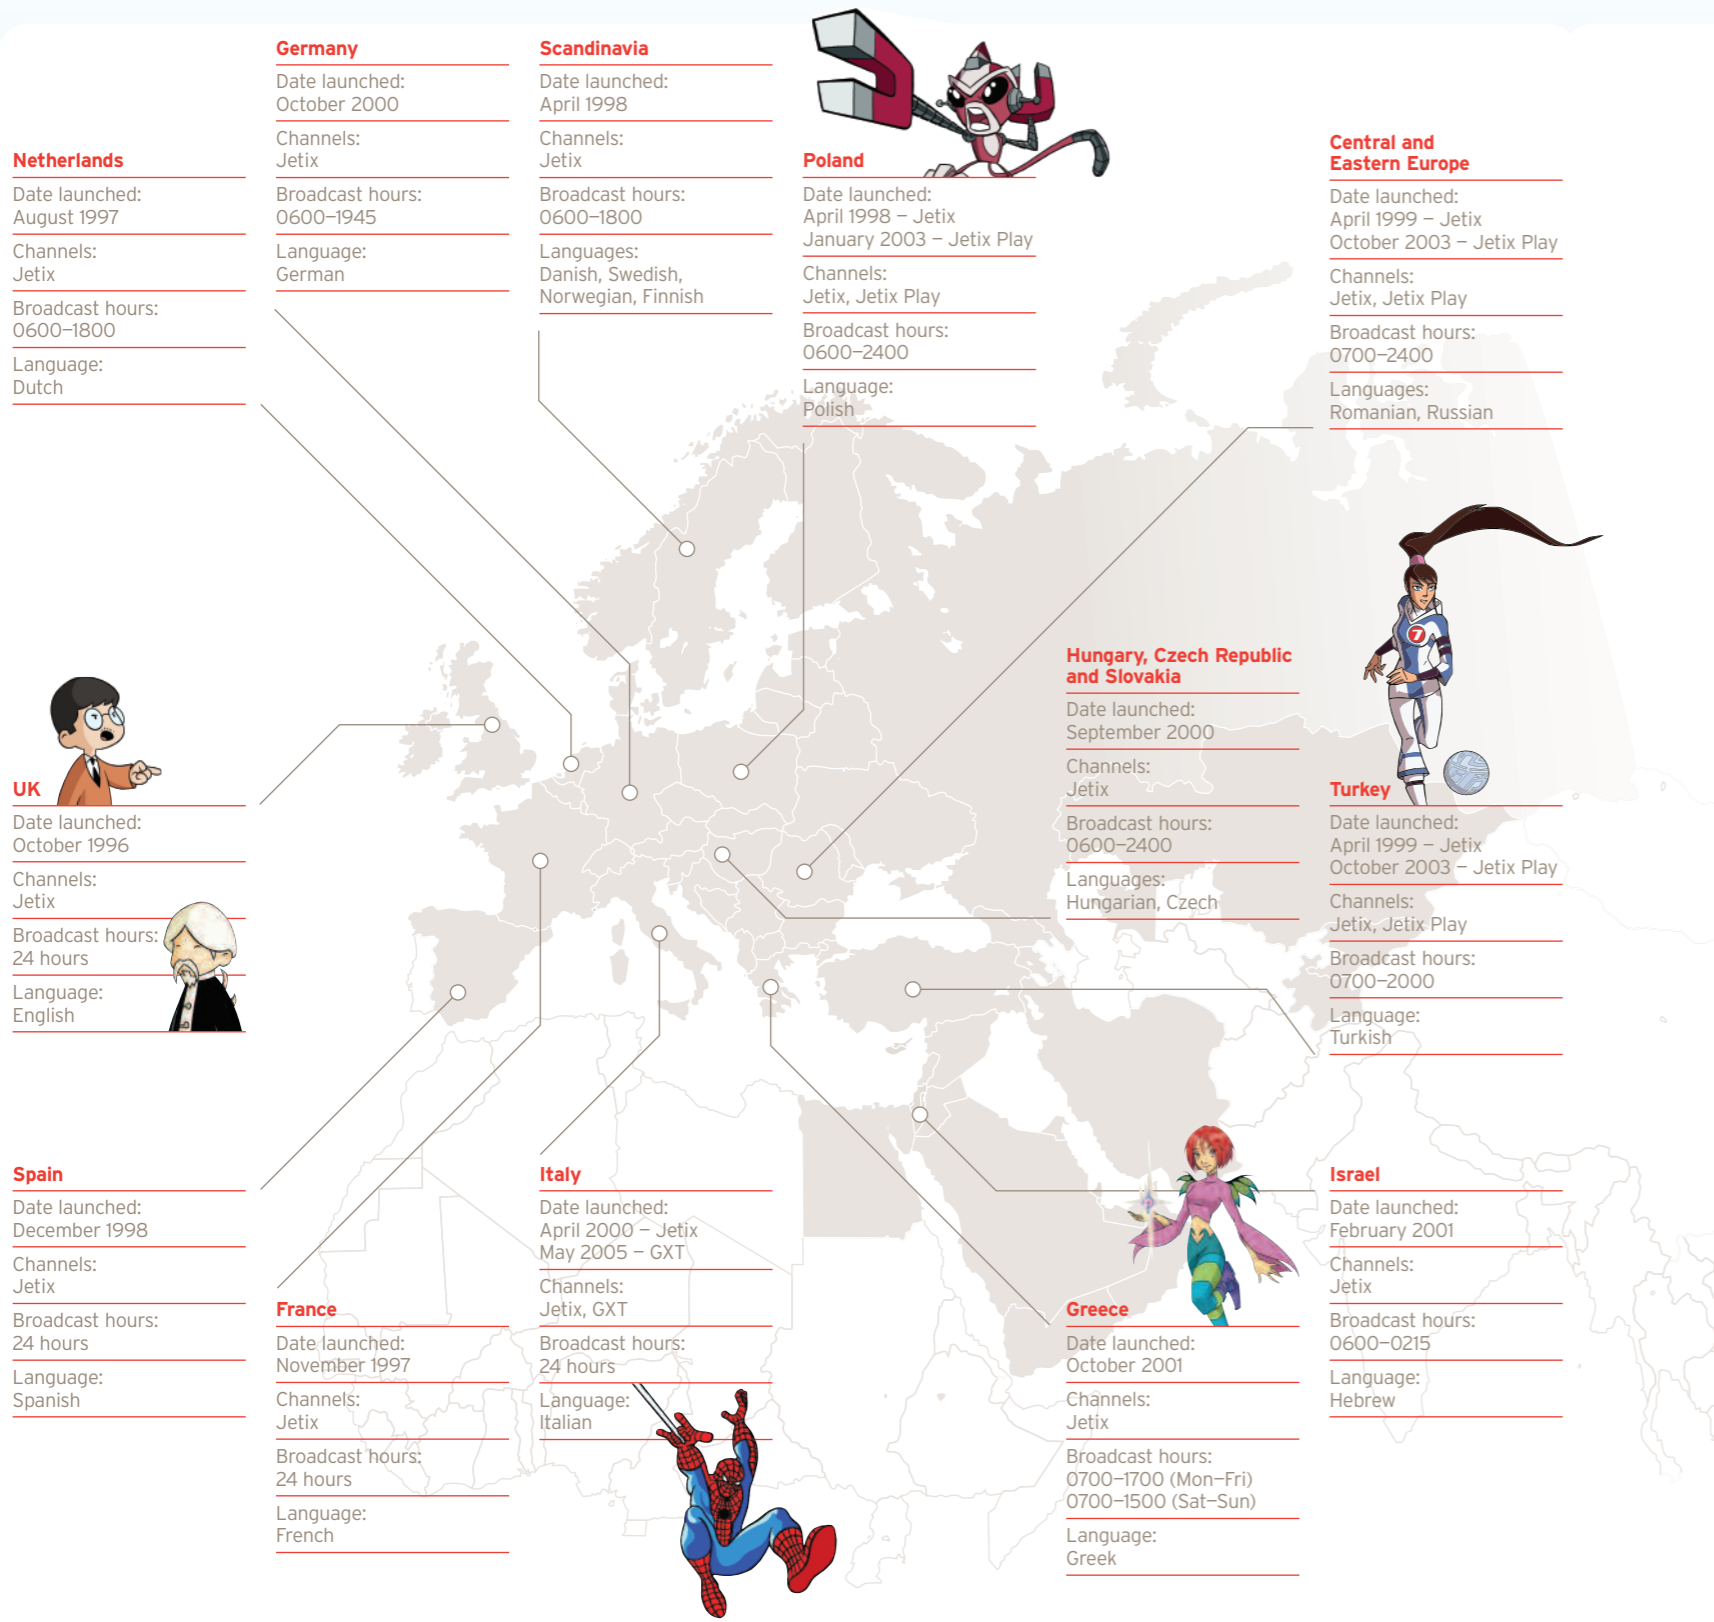 Germany
Date launched:
October 2000
Channels:
Jetix
Broadcast hours:
0600–1945
Language:
German
Scandinavia
Date launched:
April 1998
Channels:
Jetix
Broadcast hours:
0600–1800
Languages:
Danish, Swedish,
Norwegian, Finnish
Netherlands
Date launched:
August 1997
Channels:
Jetix
Broadcast hours:
0600–1800
Language:
Dutch
Poland
Date launched:
April 1998 – Jetix
January 2003 – Jetix Play
Channels:
Jetix, Jetix Play
Broadcast hours:
0600–2400
Language:
Polish
Central and
Eastern Europe
Date launched:
April 1999 – Jetix
October 2003 – Jetix Play
Channels:
Jetix, Jetix Play
Broadcast hours:
0700–2400
Languages:
Romanian, Russian
Hungary, Czech Republic
and Slovakia
Date launched:
September 2000
Channels:
Jetix
Broadcast hours:
0600–2400
Languages:
Hungarian, Czech
7
UK
Date launched:
October 1996
Channels:
Jetix
Broadcast hours:
24 hours
Language:
English
Turkey
Date launched:
April 1999 – Jetix
October 2003 – Jetix Play
Channels:
Jetix, Jetix Play
Broadcast hours:
0700–2000
Language:
Turkish
Spain
Date launched:
December 1998
Channels:
Jetix
Broadcast hours:
24 hours
Language:
Spanish
France
Date launched:
November 1997
Channels:
Jetix
Broadcast hours:
24 hours
Language:
French
Italy
Date launched:
April 2000 – Jetix
May 2005 – GXT
Channels:
Jetix, GXT
Broadcast hours:
24 hours
Language:
Italian
Greece
Date launched:
October 2001
Channels:
Jetix
Broadcast hours:
0700–1700 (Mon–Fri)
0700–1500 (Sat–Sun)
Language:
Greek
Israel
Date launched:
February 2001
Channels:
Jetix
Broadcast hours:
0600–0215
Language:
Hebrew